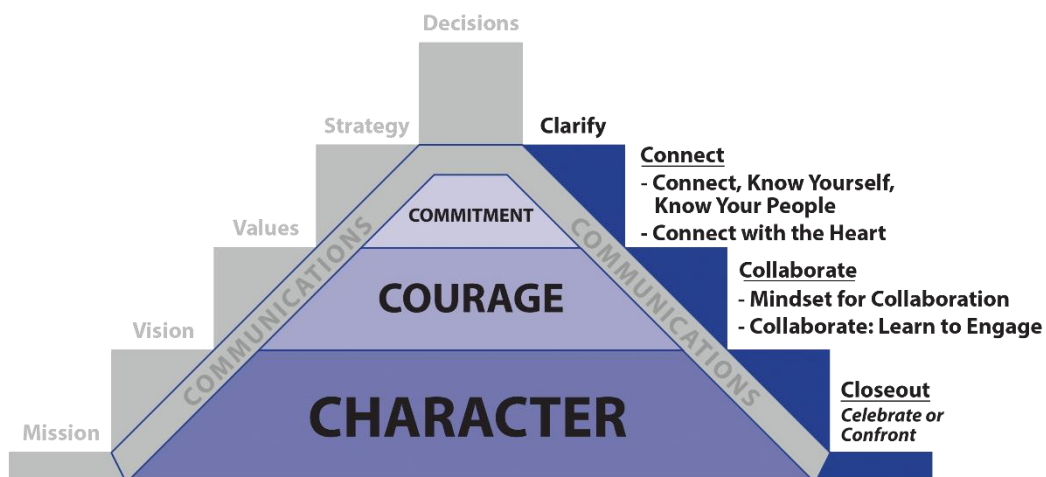 Decisions
Strategy
Clarify
Connect
- Connect, Know Yourself,
Know Your People
- Connect with the Heart
COMMITMENT
Values
COMMUNICATIONS
COMMUNICATIONS
Collaborate
- Mindset for Collaboration
- Collaborate: Learn to Engage
COURAGE
Vision
Closeout
Celebrate or
Confront
CHARACTER
Mission